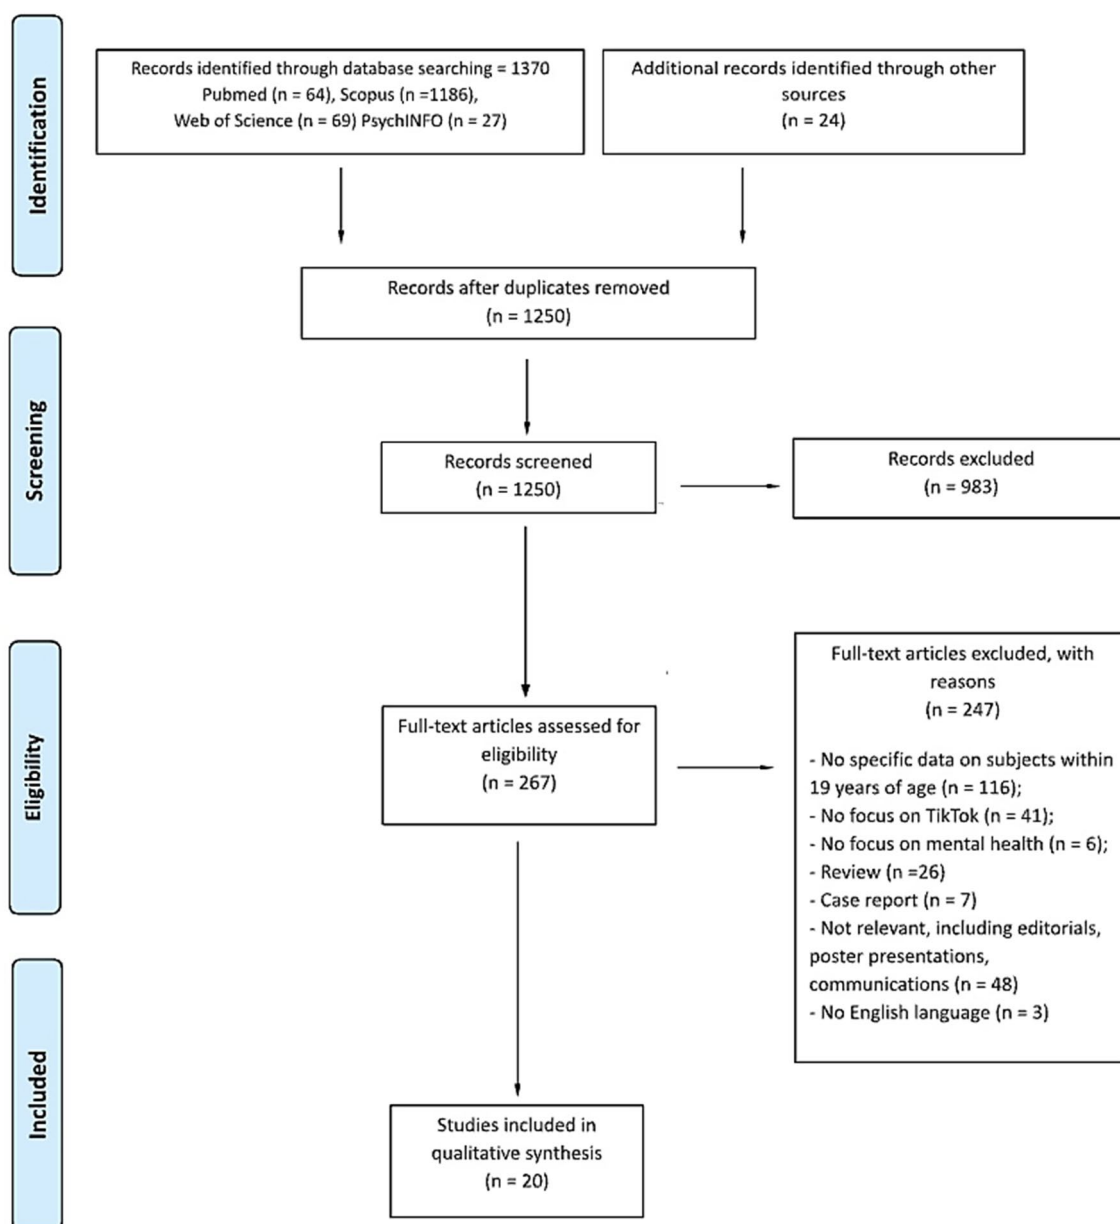 Identification
Records identified through database searching = 1370
Pubmed (n = 64), Scopus (n =1186),
Web of Science (n = 69) PsychINFO (n = 27)
Additional records identified through other
sources
(n = 24)
Records after duplicates removed
(n = 1250)
Screening
Records screened
(n = 1250)
Records excluded
(n = 983)
Eligibility
Full-text articles assessed for
eligibility
(n = 267)
Full-text articles excluded, with
reasons
(n = 247)
- No specific data on subjects within
19 years of age (n = 116);
- No focus on TikTok (n = 41);
- No focus on mental health (n = 6);
- Review (n =26)
- Case report (n = 7)
- Not relevant, including editorials,
poster presentations,
communications (n = 48)
- No English language (n = 3)
Included
Studies included in
qualitative synthesis
(n = 20)